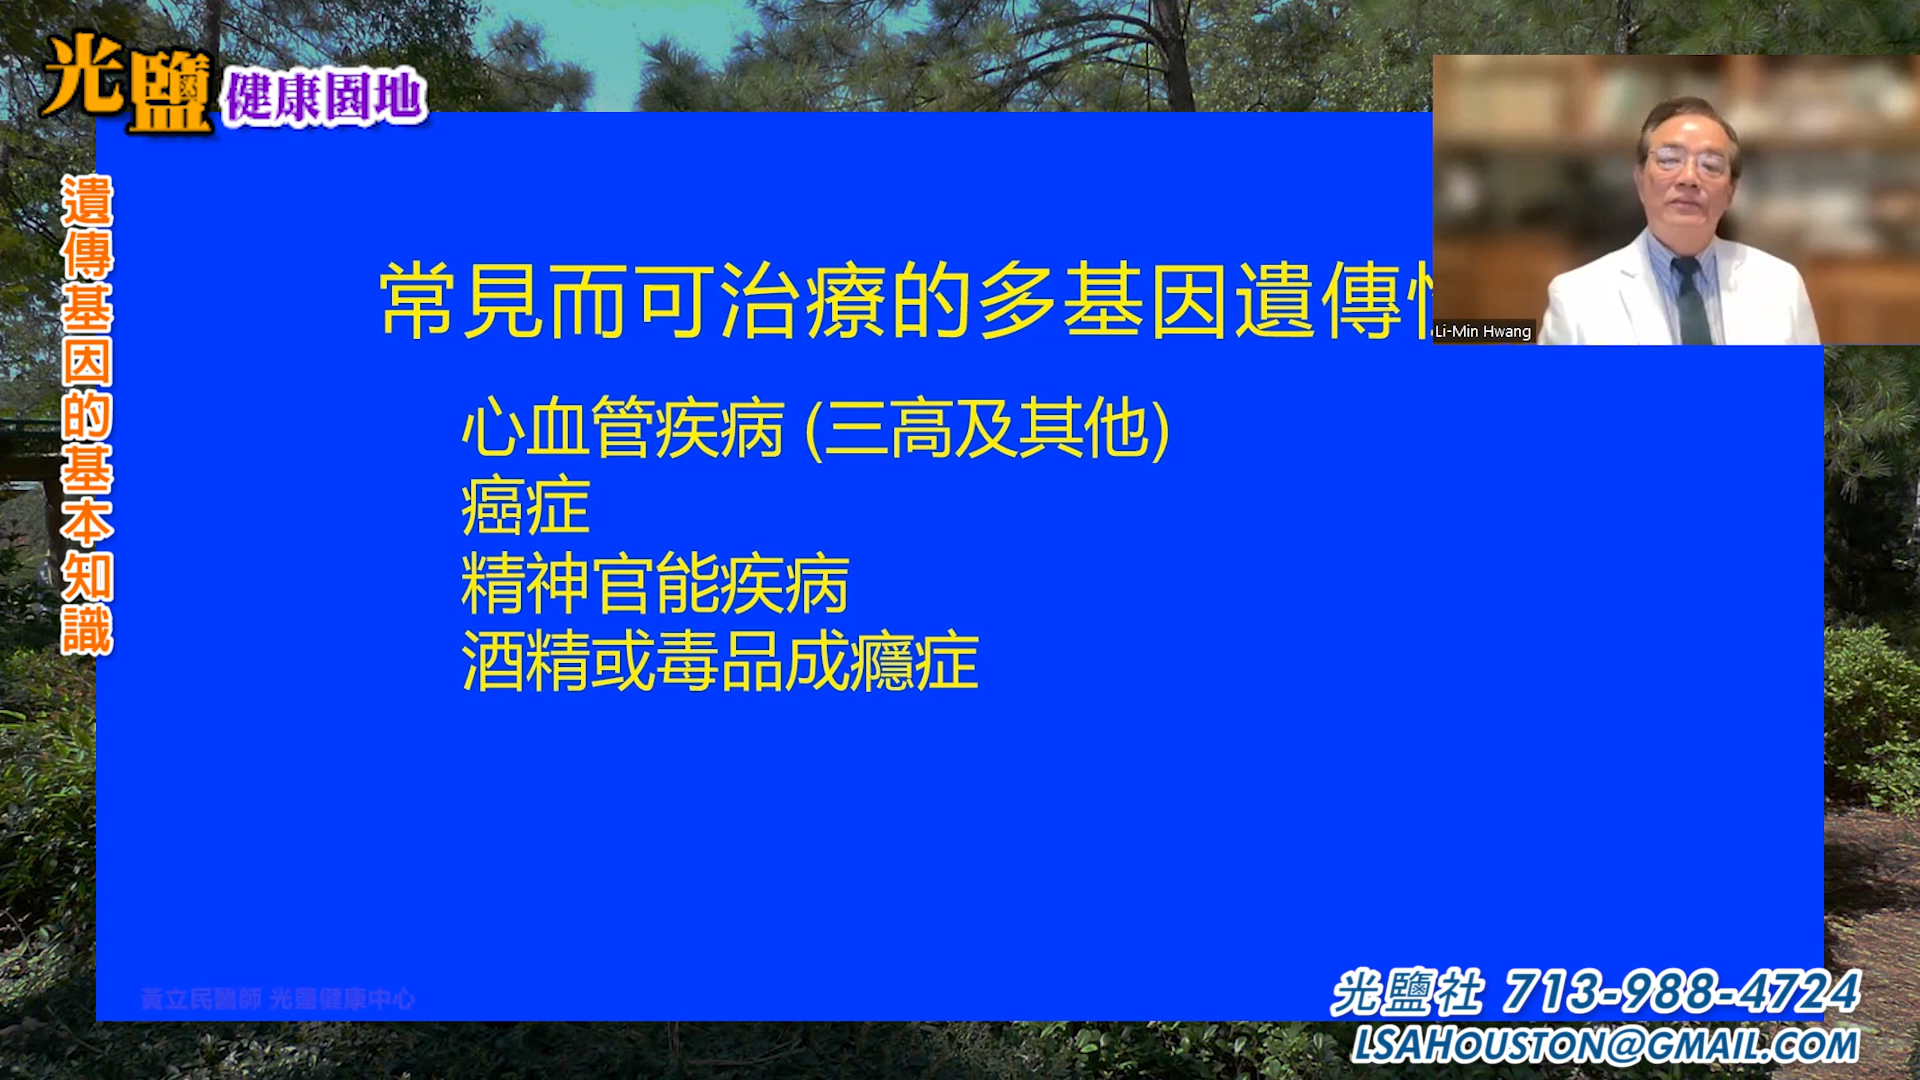 光鹽健康園地
遺傳基因的基本知識
常見而可治療的多基因遺傳
心血管疾病 (三高及其他)
癌症
精神官能疾病
酒精或毒品成癮症
Li-Min Hwang
黃立民醫師 光鹽健康中心
光鹽社 713-988-4724
LSAHOUSTON@GMAIL.COM